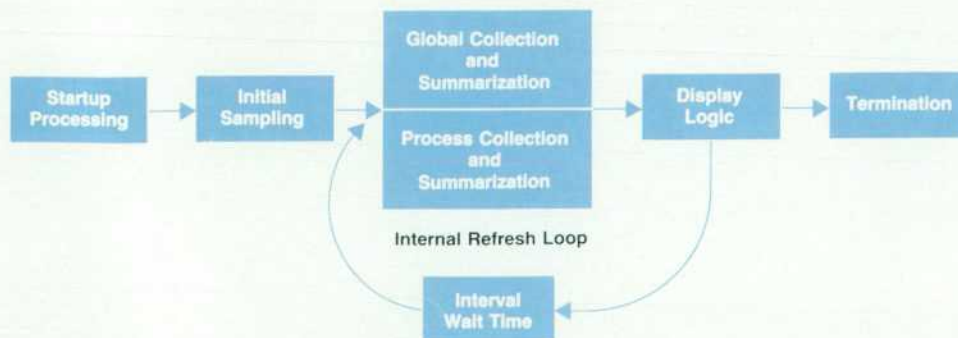 Startup
Processing
Initial
Sampling
Global Collection
and
Summarization
Process Collection
and
Summarization
Display
Logic
Termination
Internal Refresh Loop
Interval
Wait Time